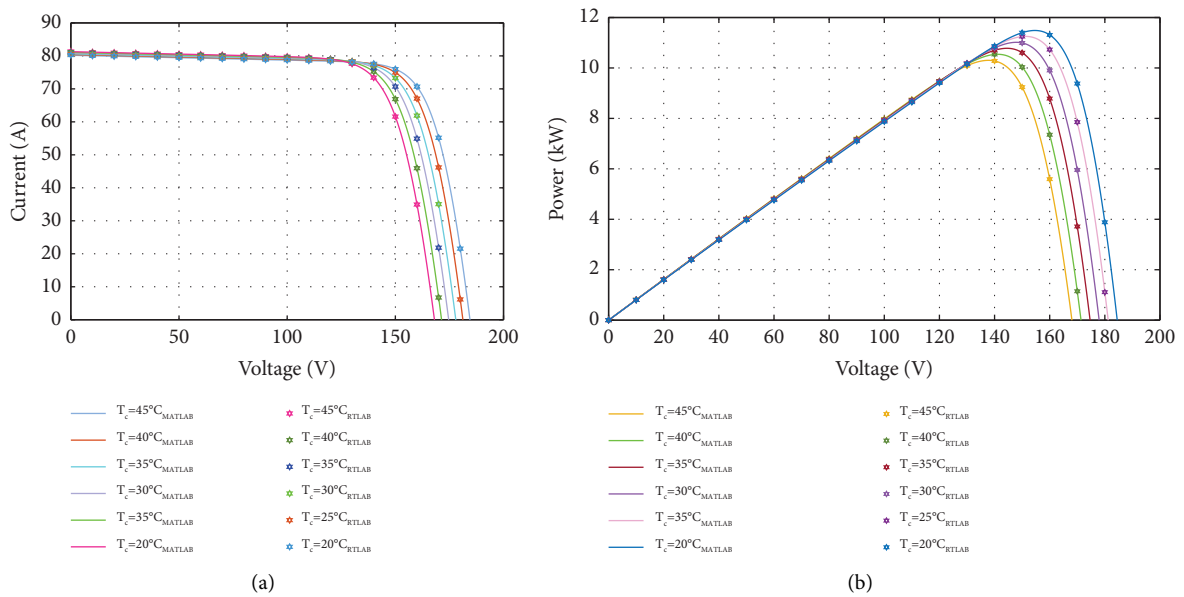 90
80
70
60
50
40
30
20
10
0
Current (A)
0 50 100 150 200
Voltage (V)
T_c=45°C_MATLAB T_c=45°C_RTLAB
T_c=40°C_MATLAB T_c=40°C_RTLAB
T_c=35°C_MATLAB T_c=35°C_RTLAB
T_c=30°C_MATLAB T_c=30°C_RTLAB
T_c=35°C_MATLAB T_c=25°C_RTLAB
T_c=20°C_MATLAB T_c=20°C_RTLAB
(a)
12
10
8
6
4
2
0
Power (kW)
0 20 40 60 80 100 120 140 160 180 200
Voltage (V)
T_c=45°C_MATLAB T_c=45°C_RTLAB
T_c=40°C_MATLAB T_c=40°C_RTLAB
T_c=35°C_MATLAB T_c=35°C_RTLAB
T_c=30°C_MATLAB T_c=30°C_RTLAB
T_c=35°C_MATLAB T_c=25°C_RTLAB
T_c=20°C_MATLAB T_c=20°C_RTLAB
(b)